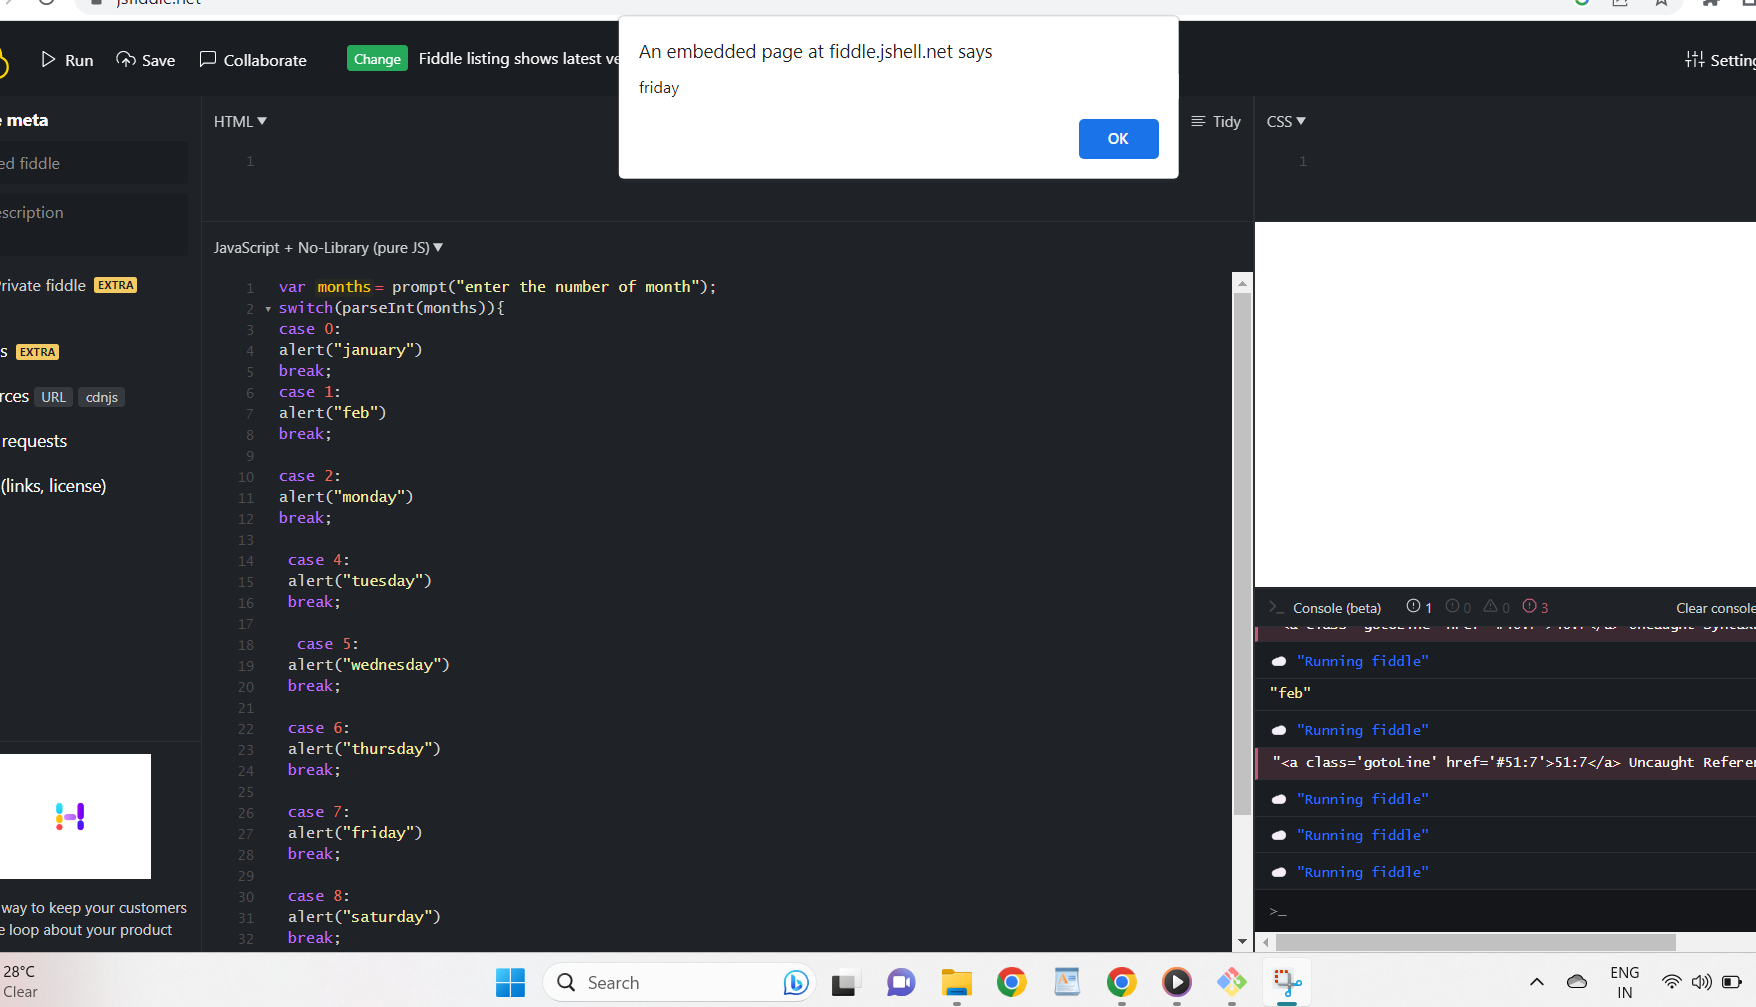 jsfiddle.net
An embedded page at fiddle.jshell.net says
friday
OK
Run
Save
Collaborate
Change
Fiddle listing shows latest ve
Settin
e meta
ed fiddle
escription
rivate fiddle EXTRA
s EXTRA
rces URL cdnjs
requests
(links, license)
way to keep your customers
e loop about your product
HTML
Tidy
1
CSS
1
JavaScript + No-Library (pure JS)
1 var months= prompt("enter the number of month");
2 switch(parseInt(months)){
3 case 0:
4 alert("january")
5 break;
6 case 1:
7 alert("feb")
8 break;
9
10 case 2:
11 alert("monday")
12 break;
13
14 case 4:
15 alert("tuesday")
16 break;
17
18 case 5:
19 alert("wednesday")
20 break;
21
22 case 6:
23 alert("thursday")
24 break;
25
26 case 7:
27 alert("friday")
28 break;
29
30 case 8:
31 alert("saturday")
32 break;
>_ Console (beta) 1 0 0 3 Clear console
"Running fiddle"
"feb"
"Running fiddle"
"<a class='gotoLine' href='#51:7'>51:7</a> Uncaught Refere
"Running fiddle"
"Running fiddle"
"Running fiddle"
>_
28°C
Clear
Search
ENG
IN